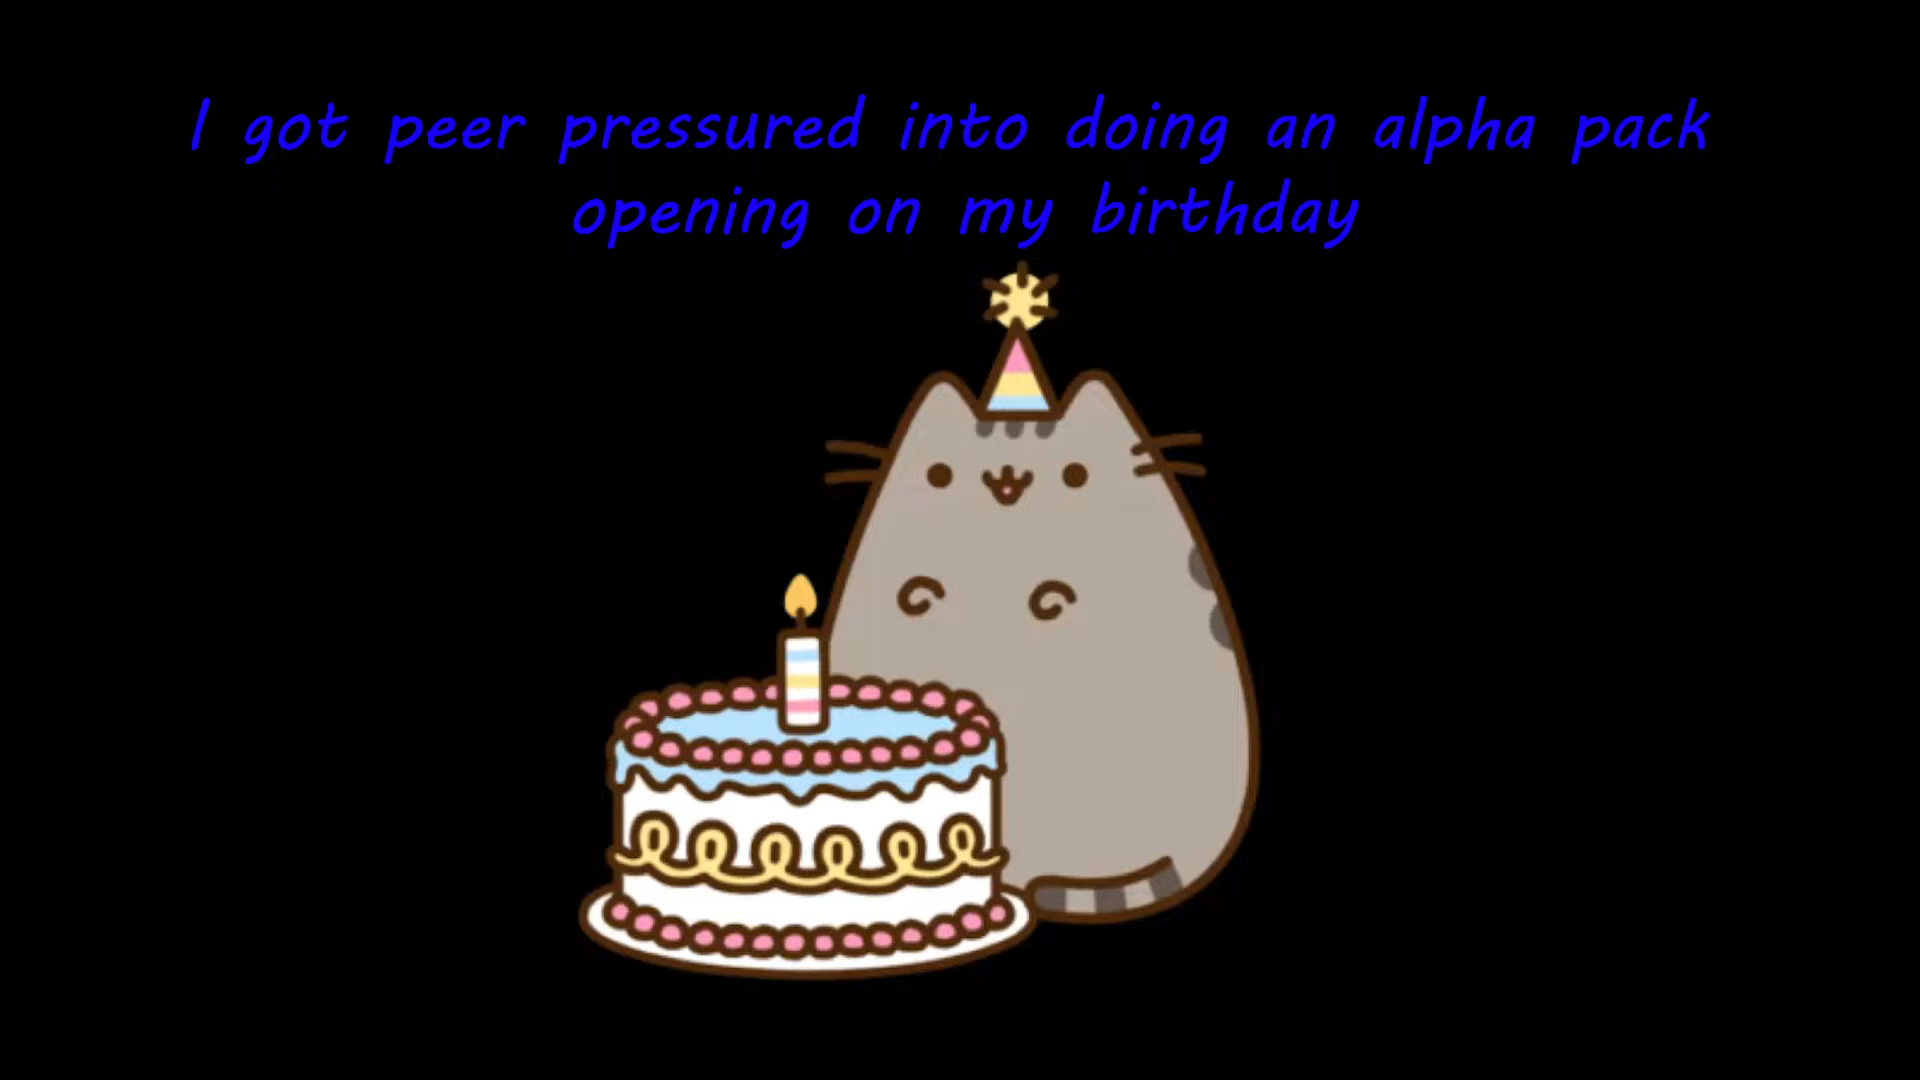 I got peer pressured into doing an alpha pack
opening on my birthday